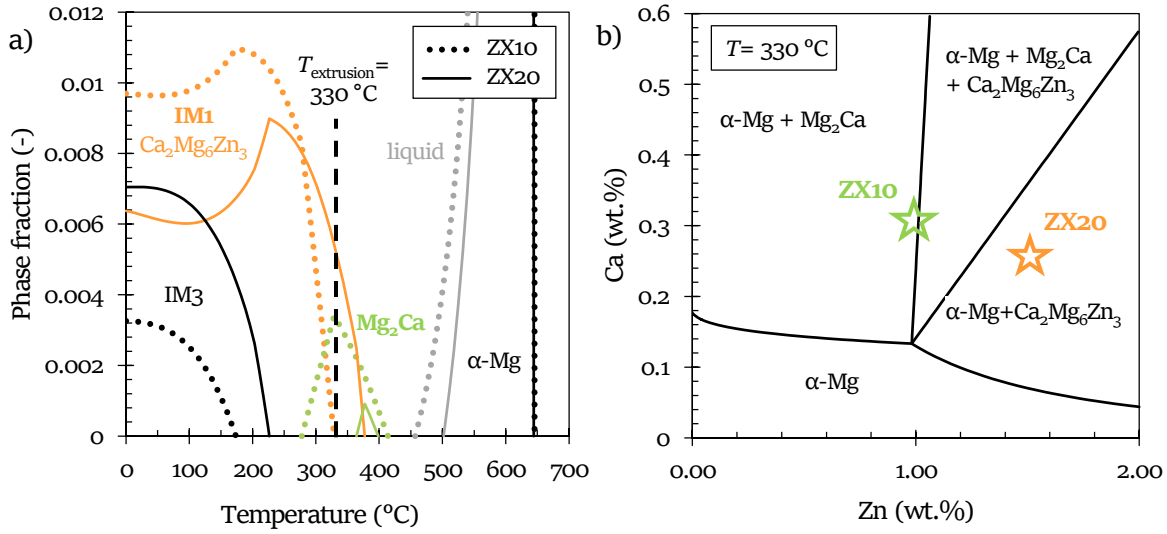 a)
0.012
0.01
0.008
0.006
0.004
0.002
0
Phase fraction (-)
0 100 200 300 400 500 600 700
Temperature (°C)
ZX10
ZX20
T extrusion =
330 °C
IM1
Ca₂Mg₆Zn₃
IM3
Mg₂Ca
liquid
α-Mg
b)
0.6
0.5
0.4
0.3
0.2
0.1
0
Ca (wt.%)
0.00 1.00 2.00
Zn (wt.%)
T= 330 °C
α-Mg + Mg₂Ca
+ Ca₂Mg₆Zn₃
α-Mg + Mg₂Ca
ZX10
ZX20
α-Mg+Ca₂Mg₆Zn₃
α-Mg